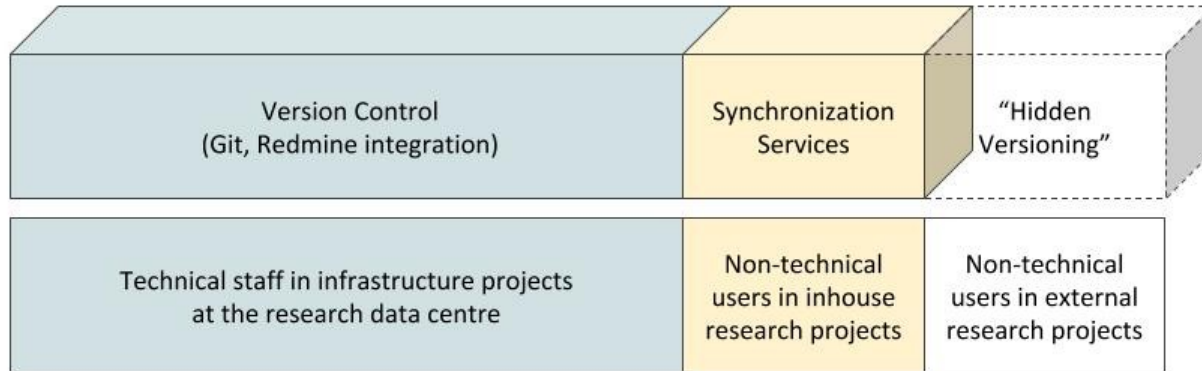 Version Control
(Git, Redmine integration)
Synchronization
Services
“Hidden
Versioning”
Technical staff in infrastructure projects
at the research data centre
Non-technical
users in inhouse
research projects
Non-technical
users in external
research projects